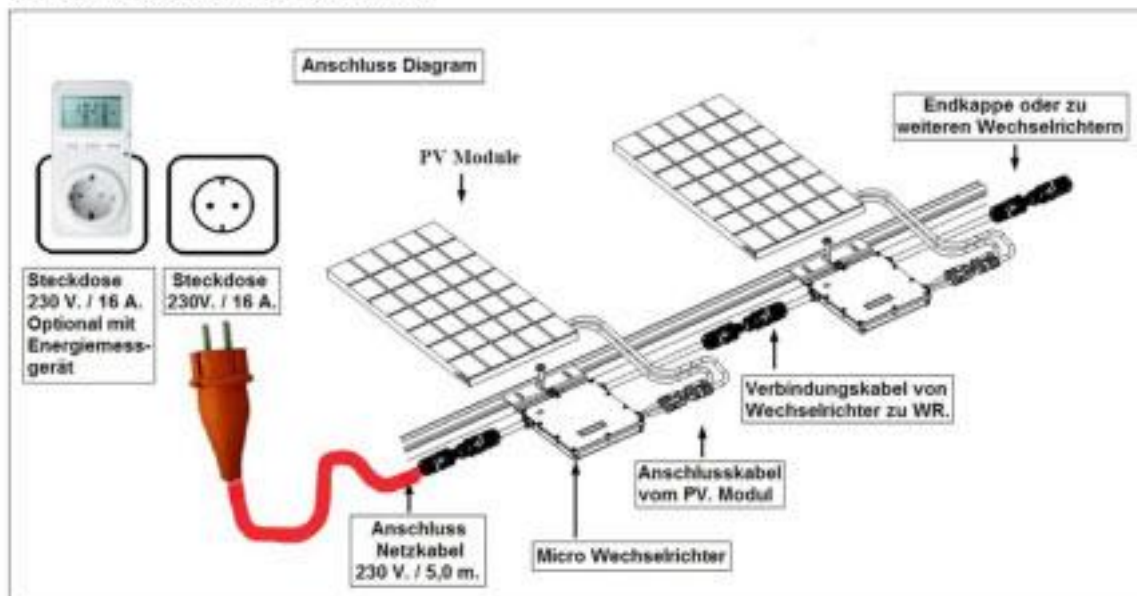 Anschluss Diagram
Endkappe oder zu
weiteren Wechselrichtern
PV Module
Steckdose
230 V. / 16 A.
Optional mit
Energiemess-
gerät
Steckdose
230V. / 16 A.
Verbindungskabel von
Wechselrichter zu WR.
Anschlusskabel
vom PV. Modul
Anschluss
Netzkabel
230 V. / 5,0 m.
Micro Wechselrichter